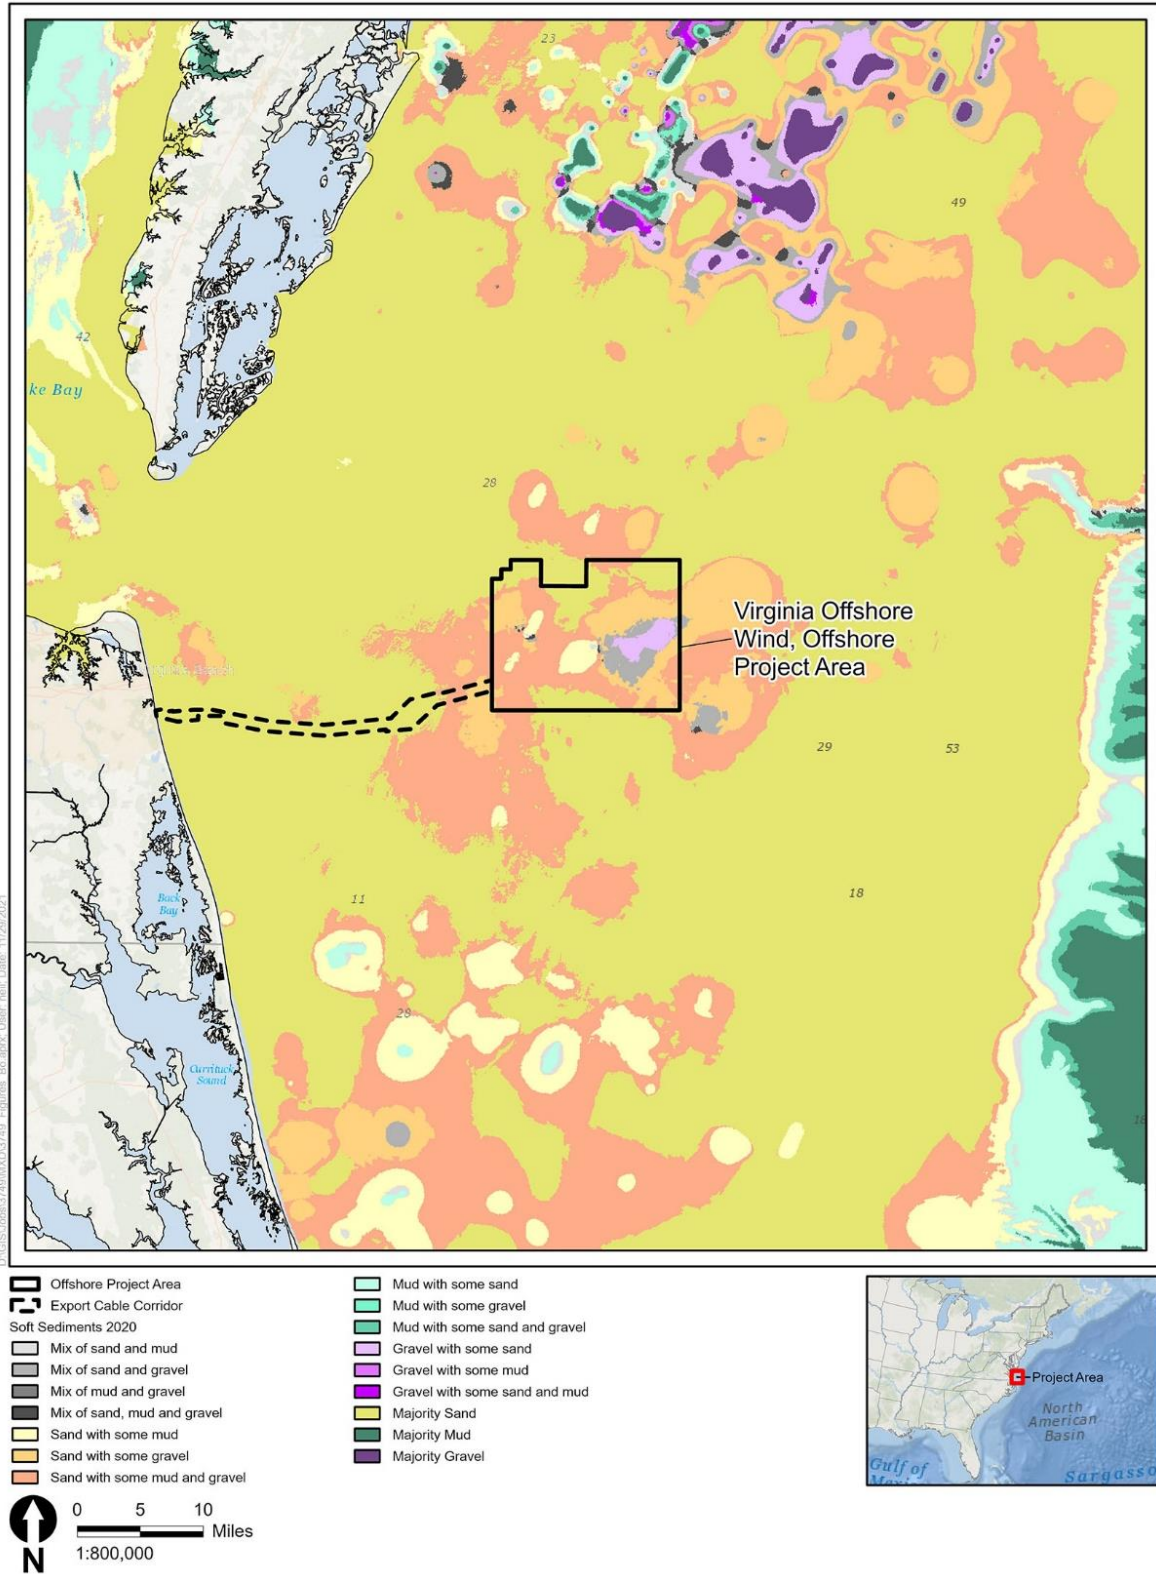 23
49
42
ke Bay
28
Virginia Offshore
Wind, Offshore
Project Area
29
53
18
11
Back
Bay
28
Currituck
Sound
16
Offshore Project Area
Export Cable Corridor
Soft Sediments 2020
Mix of sand and mud
Mix of sand and gravel
Mix of mud and gravel
Mix of sand, mud and gravel
Sand with some mud
Sand with some gravel
Sand with some mud and gravel
Mud with some sand
Mud with some gravel
Mud with some sand and gravel
Gravel with some sand
Gravel with some mud
Gravel with some sand and mud
Majority Sand
Majority Mud
Majority Gravel
N
0 5 10
Miles
1:800,000
Project Area
North
American
Basin
Gulf of
Sargasso